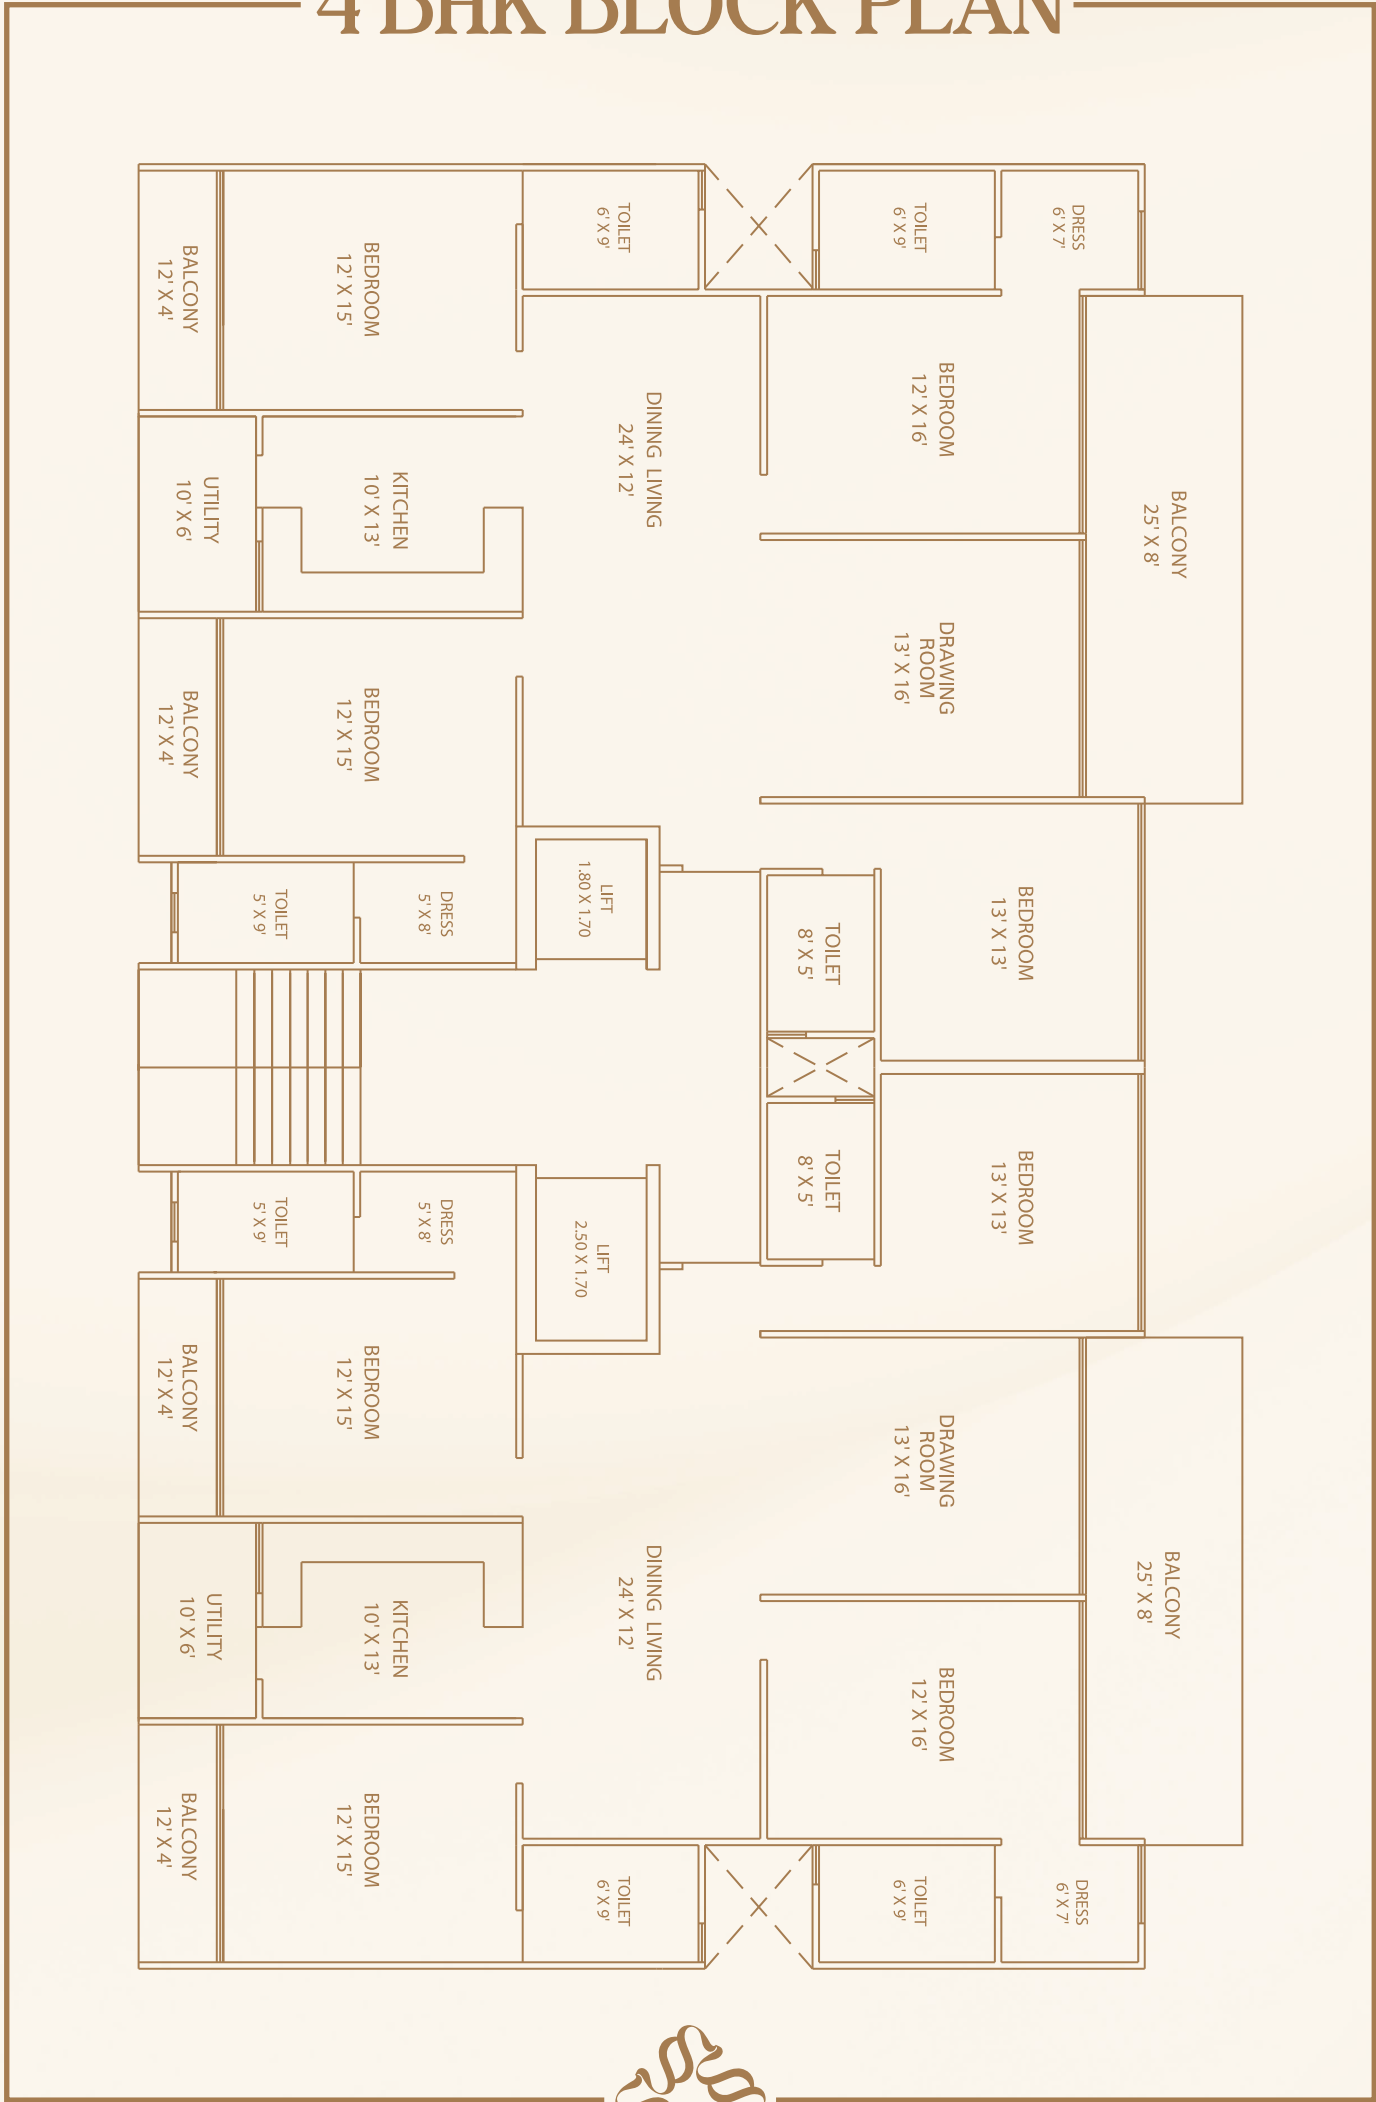 4 BHK BLOCK PLAN
TOILET
6' X 9'
TOILET
6' X 9'
DRESS
6' X 7'
BALCONY
12' X 4'
BEDROOM
12' X 15'
DINING LIVING
24' X 12'
BEDROOM
12' X 16'
BALCONY
25' X 8'
UTILITY
10' X 6'
KITCHEN
10' X 13'
DRAWING
ROOM
13' X 16'
BALCONY
12' X 4'
BEDROOM
12' X 15'
TOILET
5' X 9'
DRESS
5' X 8'
LIFT
1.80 X 1.70
TOILET
8' X 5'
BEDROOM
13' X 13'
TOILET
5' X 9'
DRESS
5' X 8'
LIFT
2.50 X 1.70
TOILET
8' X 5'
BEDROOM
13' X 13'
BALCONY
12' X 4'
BEDROOM
12' X 15'
DRAWING
ROOM
13' X 16'
BALCONY
25' X 8'
UTILITY
10' X 6'
KITCHEN
10' X 13'
DINING LIVING
24' X 12'
BEDROOM
12' X 16'
BALCONY
12' X 4'
BEDROOM
12' X 15'
TOILET
6' X 9'
TOILET
6' X 9'
DRESS
6' X 7'